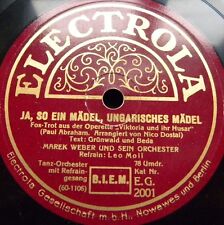 ELECTROLA
JA, SO EIN MÄDEL, UNGARISCHES MÄDEL
Fox-Trot aus der Operette „Viktoria und ihr Husar"
(Paul Abraham. Arrangiert von Nico Dostal)
Text: Grünwald und Beda
MAREK WEBER UND SEIN ORCHESTER
Refrain: Leo Moll
Tanz-Orchester
mit Refrain-
gesang
(60-1106)
B.I.E.M.
78 Umdr.
Kat Nr.
E.G.
2001
Electrola Gesellschaft m.b.H., Nowawes und Berlin